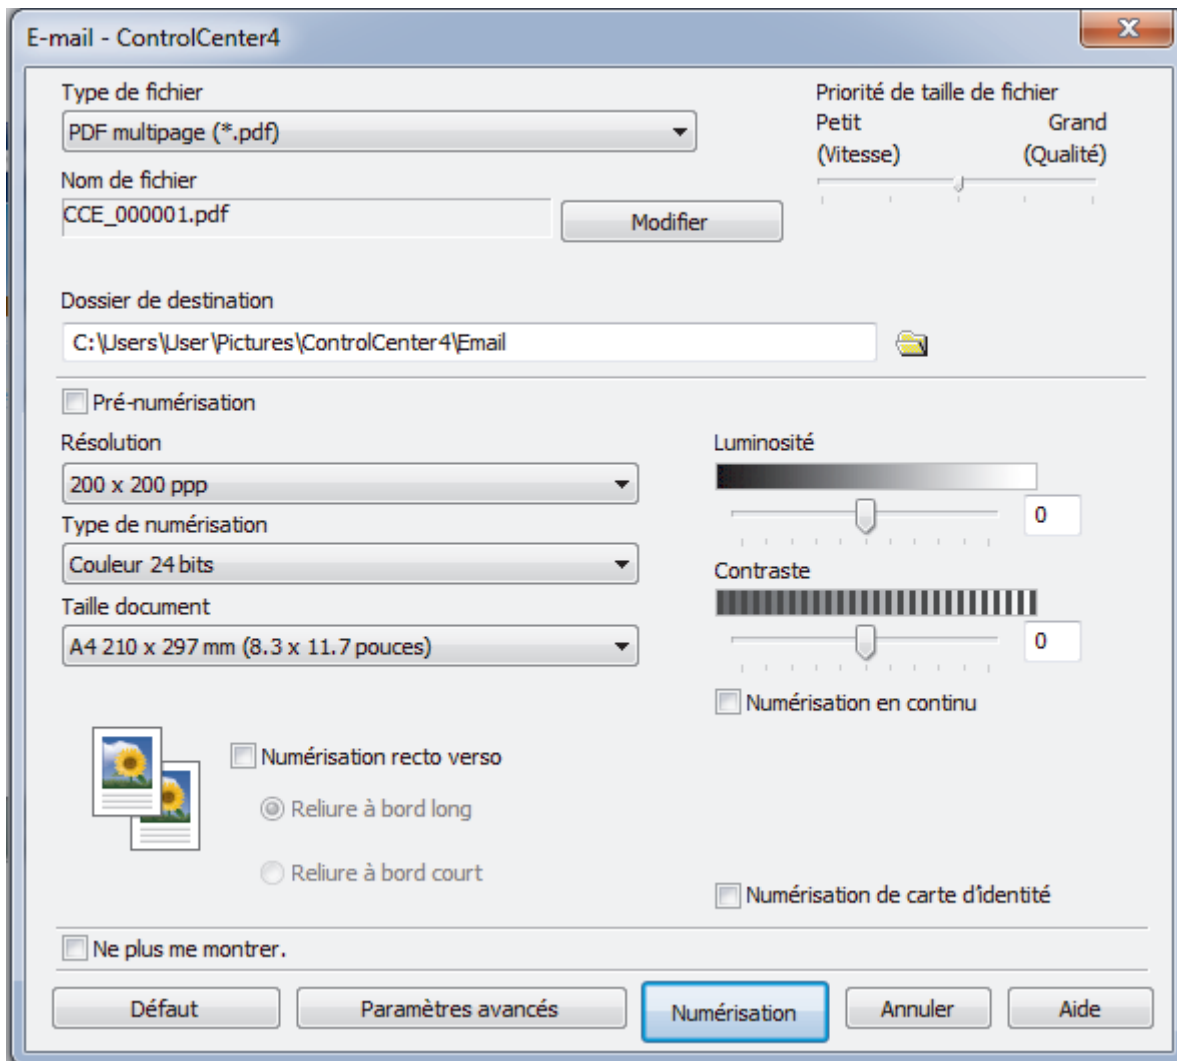 E-mail - ControlCenter4
X
Type de fichier
PDF multipage (*.pdf)
Priorité de taille de fichier
Petit Grand
(Vitesse) (Qualité)
Nom de fichier
CCE_000001.pdf
Modifier
Dossier de destination
C:\Users\User\Pictures\ControlCenter4\Email
Pré-numérisation
Résolution
200 x 200 ppp
Type de numérisation
Couleur 24 bits
Taille document
A4 210 x 297 mm (8.3 x 11.7 pouces)
Luminosité
0
Contraste
0
Numérisation en continu
Numérisation recto verso
Reliure à bord long
Reliure à bord court
Numérisation de carte d'identité
Ne plus me montrer.
Défaut Paramètres avancés Numérisation Annuler Aide